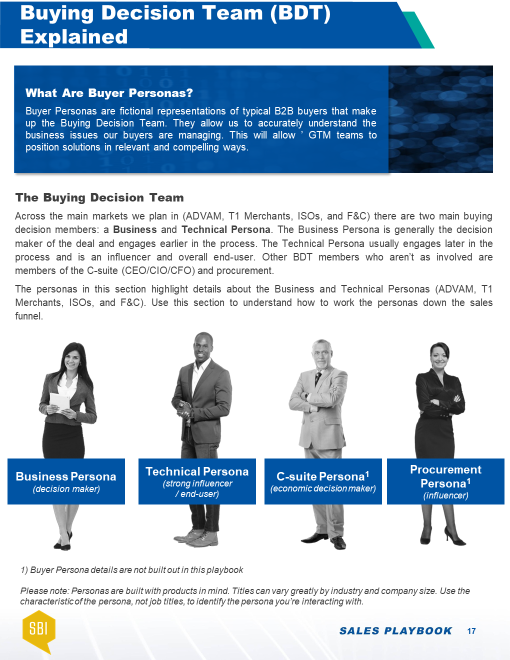 Buying Decision Team (BDT)
Explained
What Are Buyer Personas?
Buyer Personas are fictional representations of typical B2B buyers that make
up the Buying Decision Team. They allow us to accurately understand the
business issues our buyers are managing. This will allow ’ GTM teams to
position solutions in relevant and compelling ways.
The Buying Decision Team
Across the main markets we plan in (ADVAM, T1 Merchants, ISOs, and F&C) there are two main buying
decision members: a Business and Technical Persona. The Business Persona is generally the decision
maker of the deal and engages earlier in the process. The Technical Persona usually engages later in the
process and is an influencer and overall end-user. Other BDT members who aren’t as involved are
members of the C-suite (CEO/CIO/CFO) and procurement.
The personas in this section highlight details about the Business and Technical Personas (ADVAM, T1
Merchants, ISOs, and F&C). Use this section to understand how to work the personas down the sales
funnel.
Business Persona
(decision maker)
Technical Persona
(strong influencer
/ end-user)
C-suite Persona1
(economic decision maker)
Procurement
Persona1
(influencer)
1) Buyer Persona details are not built out in this playbook
Please note: Personas are built with products in mind. Titles can vary greatly by industry and company size. Use the
characteristic of the persona, not job titles, to identify the persona you’re interacting with.
SBI
SALES PLAYBOOK 17